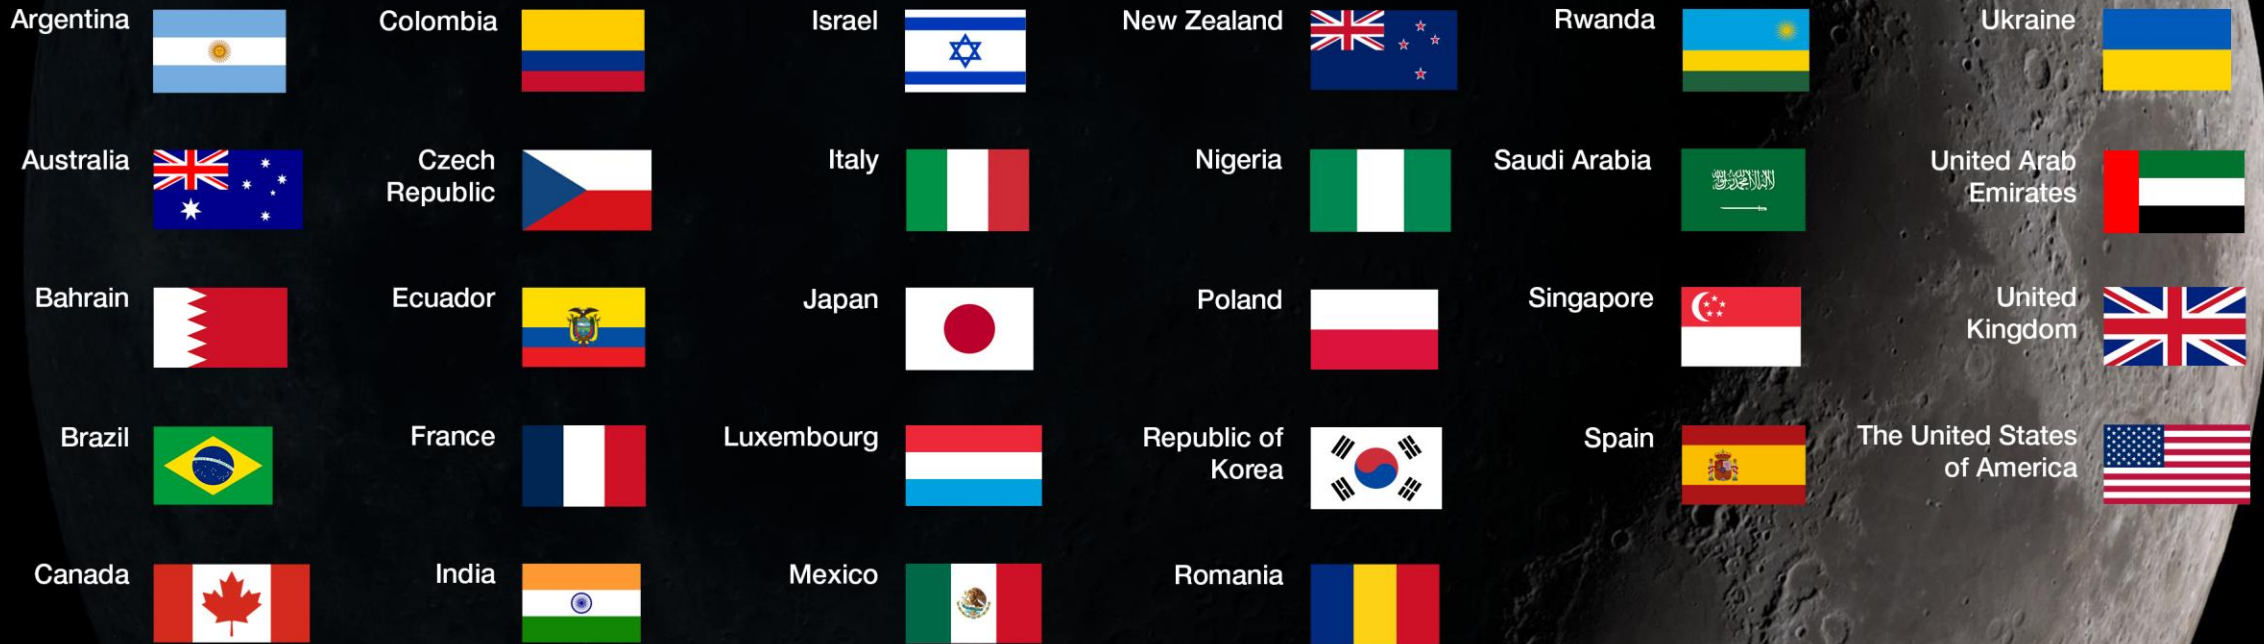 Argentina
Australia
Bahrain
Brazil
Canada
Colombia
Czech
Republic
Ecuador
France
India
Israel
Italy
Japan
Luxembourg
Mexico
New Zealand
Nigeria
Poland
Republic of
Korea
Romania
Rwanda
Saudi Arabia
Singapore
Spain
Ukraine
United Arab
Emirates
United
Kingdom
The United States
of America